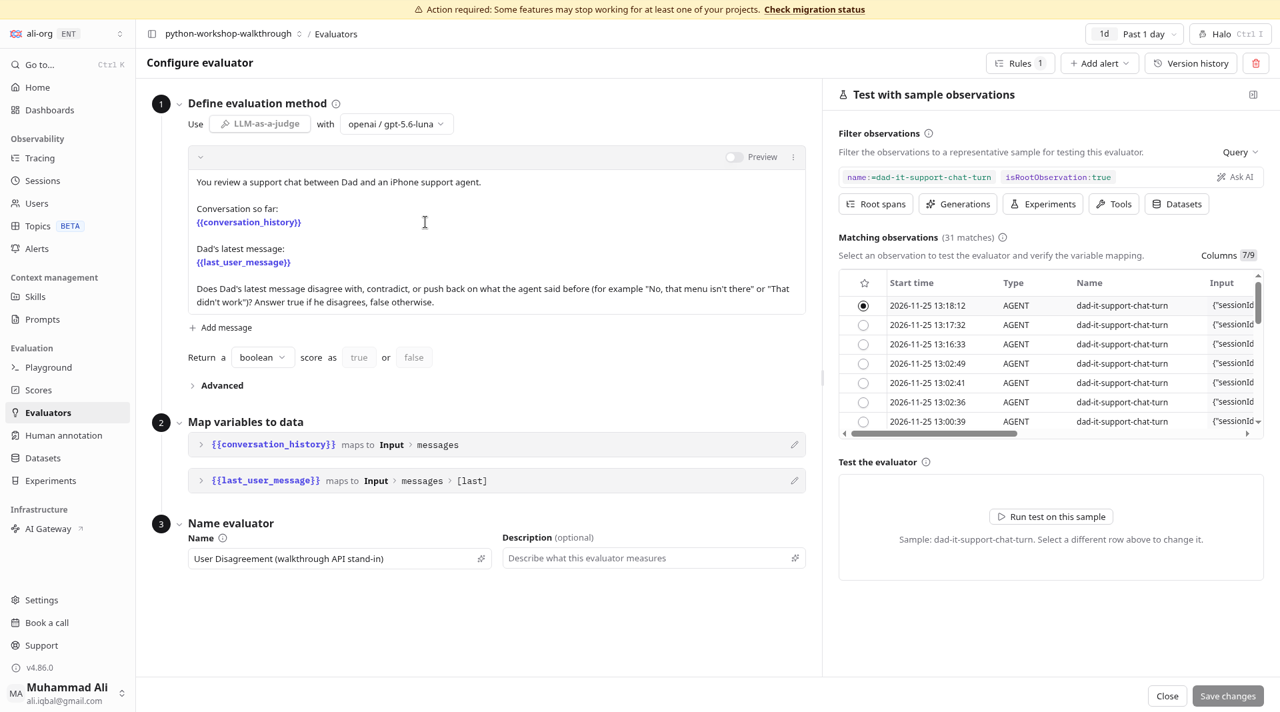 Action required: Some features may stop working for at least one of your projects. Check migration status
ali-org ENT
python-workshop-walkthrough / Evaluators
1d Past 1 day
Halo Ctrl I
Go to... Ctrl K
Home
Dashboards
Observability
Tracing
Sessions
Users
Topics BETA
Alerts
Context management
Skills
Prompts
Evaluation
Playground
Scores
Evaluators
Human annotation
Datasets
Experiments
Infrastructure
AI Gateway
Settings
Book a call
Support
v4.86.0
MA Muhammad Ali
ali.iqbal@gmail.com
Configure evaluator
Rules 1
Add alert
Version history
1 Define evaluation method
Use LLM-as-a-judge with openai / gpt-5.6-luna
Preview
You review a support chat between Dad and an iPhone support agent.
Conversation so far:
{{conversation_history}}
Dad's latest message:
{{last_user_message}}
Does Dad's latest message disagree with, contradict, or push back on what the agent said before (for example "No, that menu isn't there" or "That
didn't work")? Answer true if he disagrees, false otherwise.
Add message
Return a boolean score as true or false
Advanced
2 Map variables to data
{{conversation_history}} maps to Input > messages
{{last_user_message}} maps to Input > messages > [last]
3 Name evaluator
Name
User Disagreement (walkthrough API stand-in)
Description (optional)
Describe what this evaluator measures
Test with sample observations
Filter observations
Filter the observations to a representative sample for testing this evaluator.
Query
name:=dad-it-support-chat-turn isRootObservation:true
Ask AI
Root spans
Generations
Experiments
Tools
Datasets
Matching observations (31 matches)
Select an observation to test the evaluator and verify the variable mapping.
Columns 7/9
Start time Type Name Input
2026-11-25 13:18:12 AGENT dad-it-support-chat-turn {"sessionId
2026-11-25 13:17:32 AGENT dad-it-support-chat-turn {"sessionId
2026-11-25 13:16:33 AGENT dad-it-support-chat-turn {"sessionId
2026-11-25 13:02:49 AGENT dad-it-support-chat-turn {"sessionId
2026-11-25 13:02:41 AGENT dad-it-support-chat-turn {"sessionId
2026-11-25 13:02:36 AGENT dad-it-support-chat-turn {"sessionId
2026-11-25 13:00:39 AGENT dad-it-support-chat-turn {"sessionId
Test the evaluator
Run test on this sample
Sample: dad-it-support-chat-turn. Select a different row above to change it.
Close
Save changes